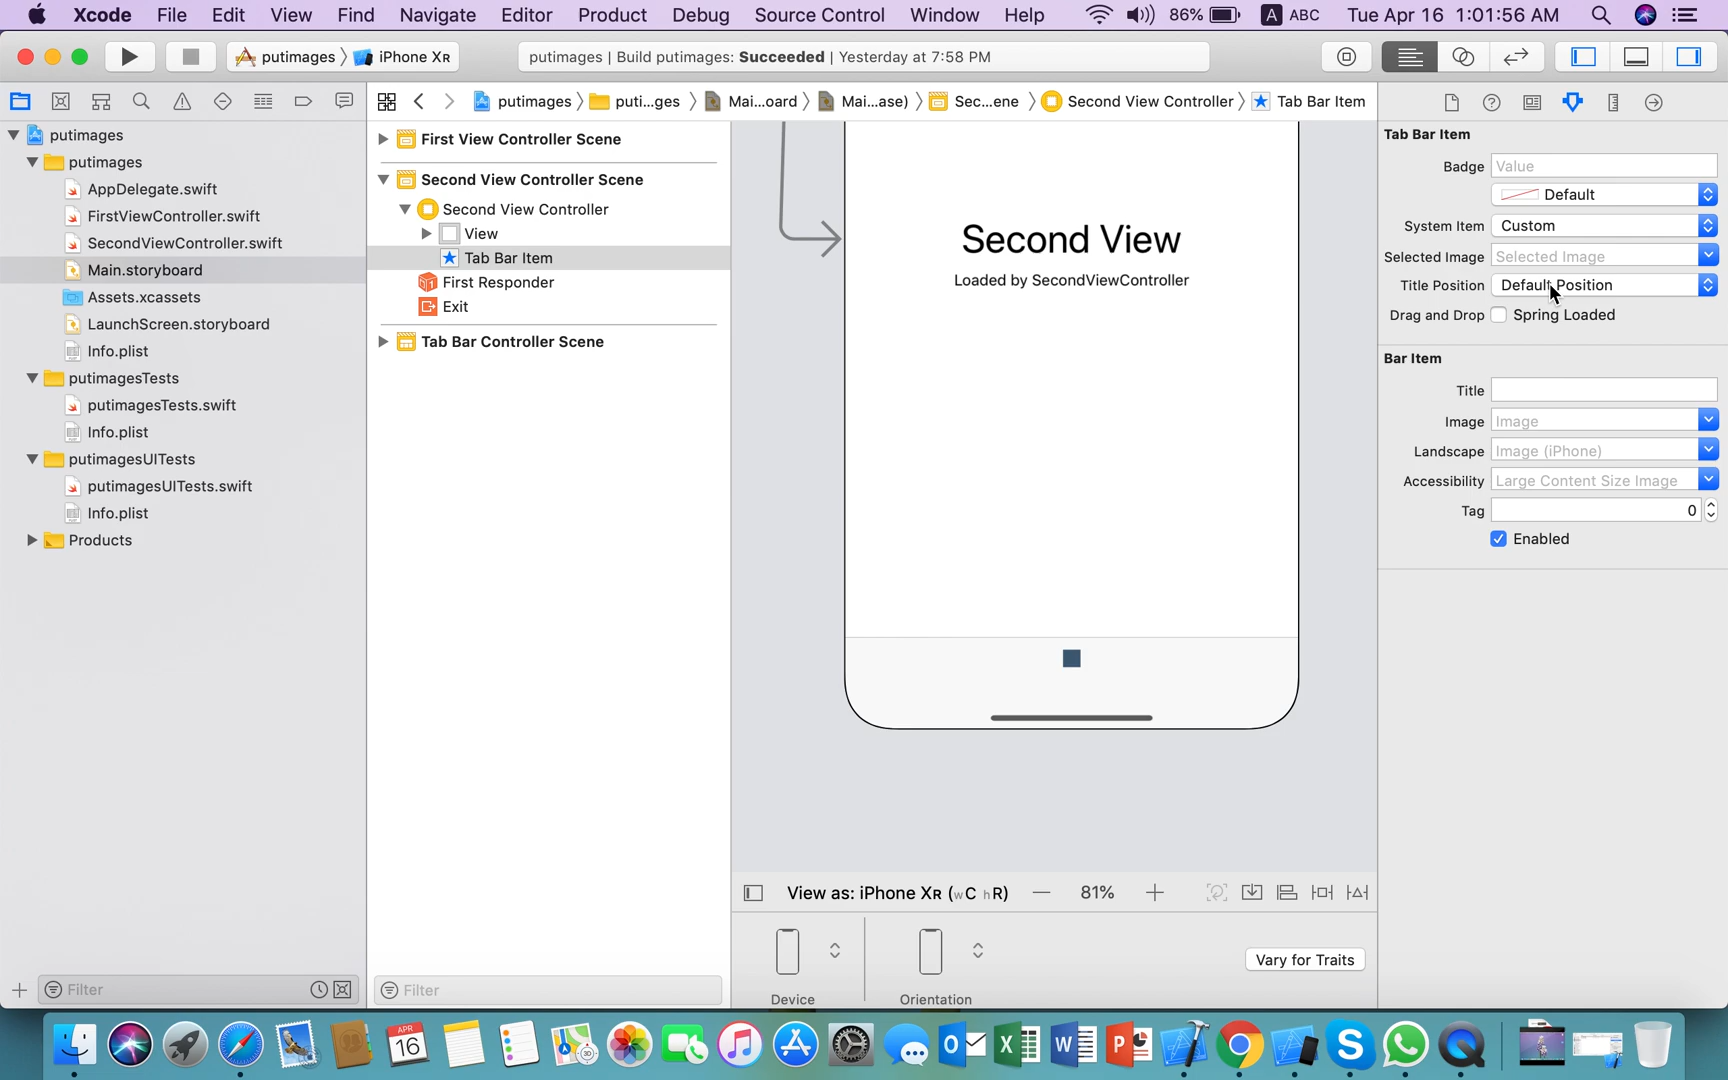 Xcode File Edit View Find Navigate Editor Product Debug Source Control Window Help 86% A ABC Tue Apr 16 1:01:56 AM
putimages iPhone XR putimages | Build putimages: Succeeded | Yesterday at 7:58 PM
putimages puti...ges Mai...oard Mai...ase) Sec...ene Second View Controller Tab Bar Item
putimages
putimages
AppDelegate.swift
FirstViewController.swift
SecondViewController.swift
Main.storyboard
Assets.xcassets
LaunchScreen.storyboard
Info.plist
putimagesTests
putimagesTests.swift
Info.plist
putimagesUITests
putimagesUITests.swift
Info.plist
Products
Filter
First View Controller Scene
Second View Controller Scene
Second View Controller
View
Tab Bar Item
First Responder
Exit
Tab Bar Controller Scene
Filter
Second View
Loaded by SecondViewController
View as: iPhone XR (wC hR) 81%
Device
Orientation
Vary for Traits
Tab Bar Item
Badge Value
Default
System Item Custom
Selected Image Selected Image
Title Position Default Position
Drag and Drop Spring Loaded
Bar Item
Title
Image Image
Landscape Image (iPhone)
Accessibility Large Content Size Image
Tag 0
Enabled
APR
16